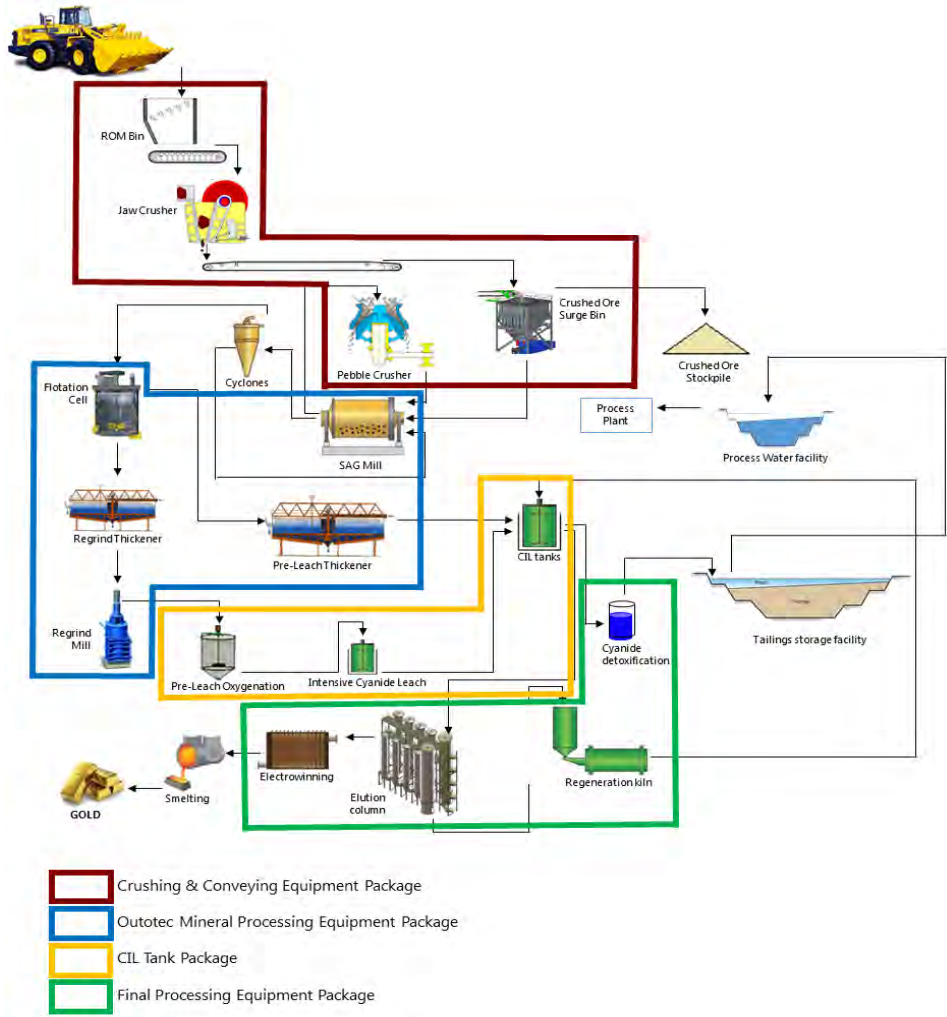 ROM Bin
Jaw Crusher
Crushed Ore
Surge Bin
Pebble Crusher
Cyclones
Crushed Ore
Stockpile
Flotation
Cell
Process
Plant
Process Water facility
SAG Mill
Regrind Thickener
Pre-Leach Thickener
CIL tanks
Regrind
Mill
Pre-Leach Oxygenation
Intensive Cyanide Leach
Cyanide
detoxification
Tailings storage facility
Electrowinning
Elution
column
Regeneration kiln
Smelting
GOLD
Crushing & Conveying Equipment Package
Outotec Mineral Processing Equipment Package
CIL Tank Package
Final Processing Equipment Package